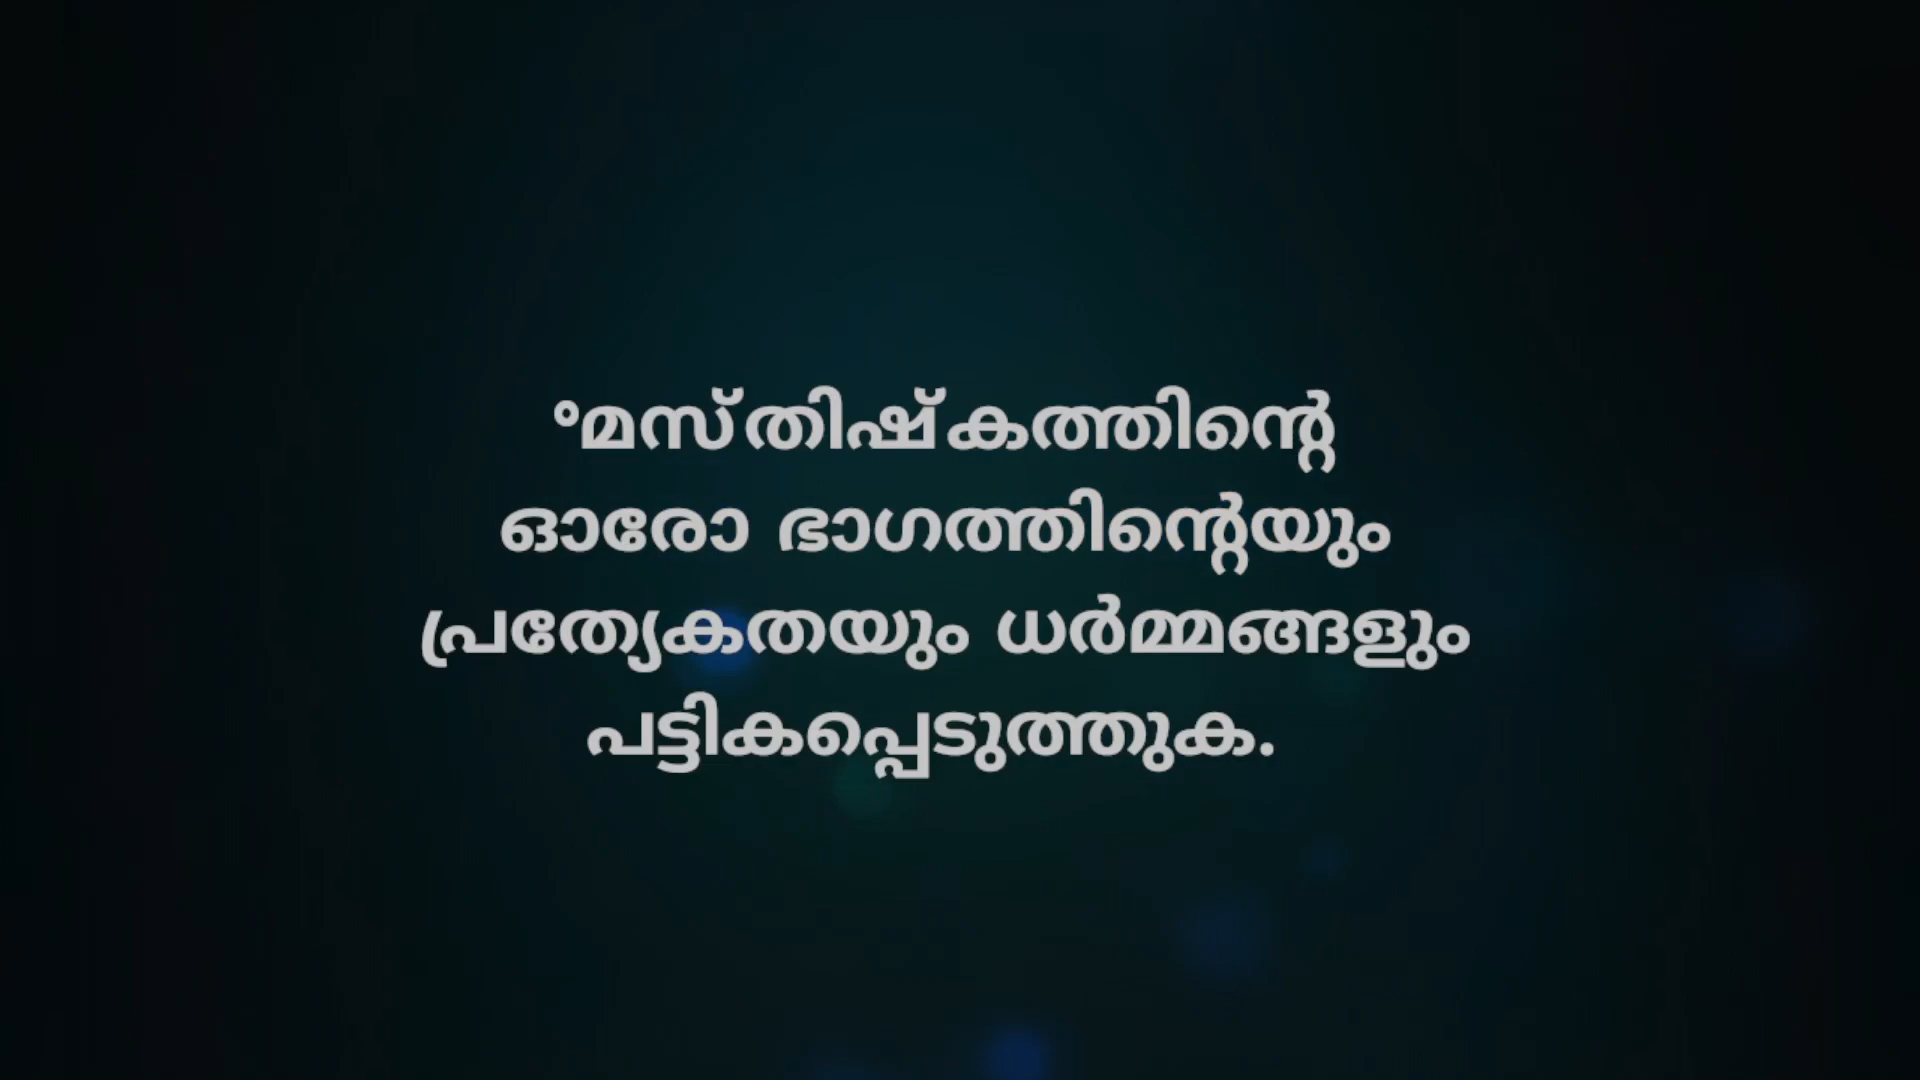 °മസ്‌തിഷ്‌കത്തിന്റെ
ഓരോ ഭാഗത്തിന്റെയും
പ്രത്യേകതയും ധർമ്മങ്ങളും
പട്ടികപ്പെടുത്തുക.